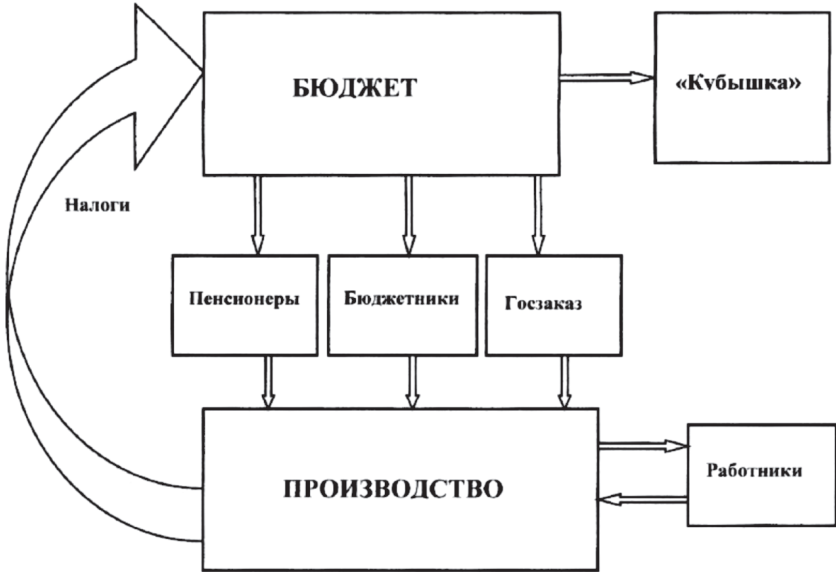 БЮДЖЕТ
«Кубышка»
Налоги
Пенсионеры
Бюджетники
Госзаказ
ПРОИЗВОДСТВО
Работники